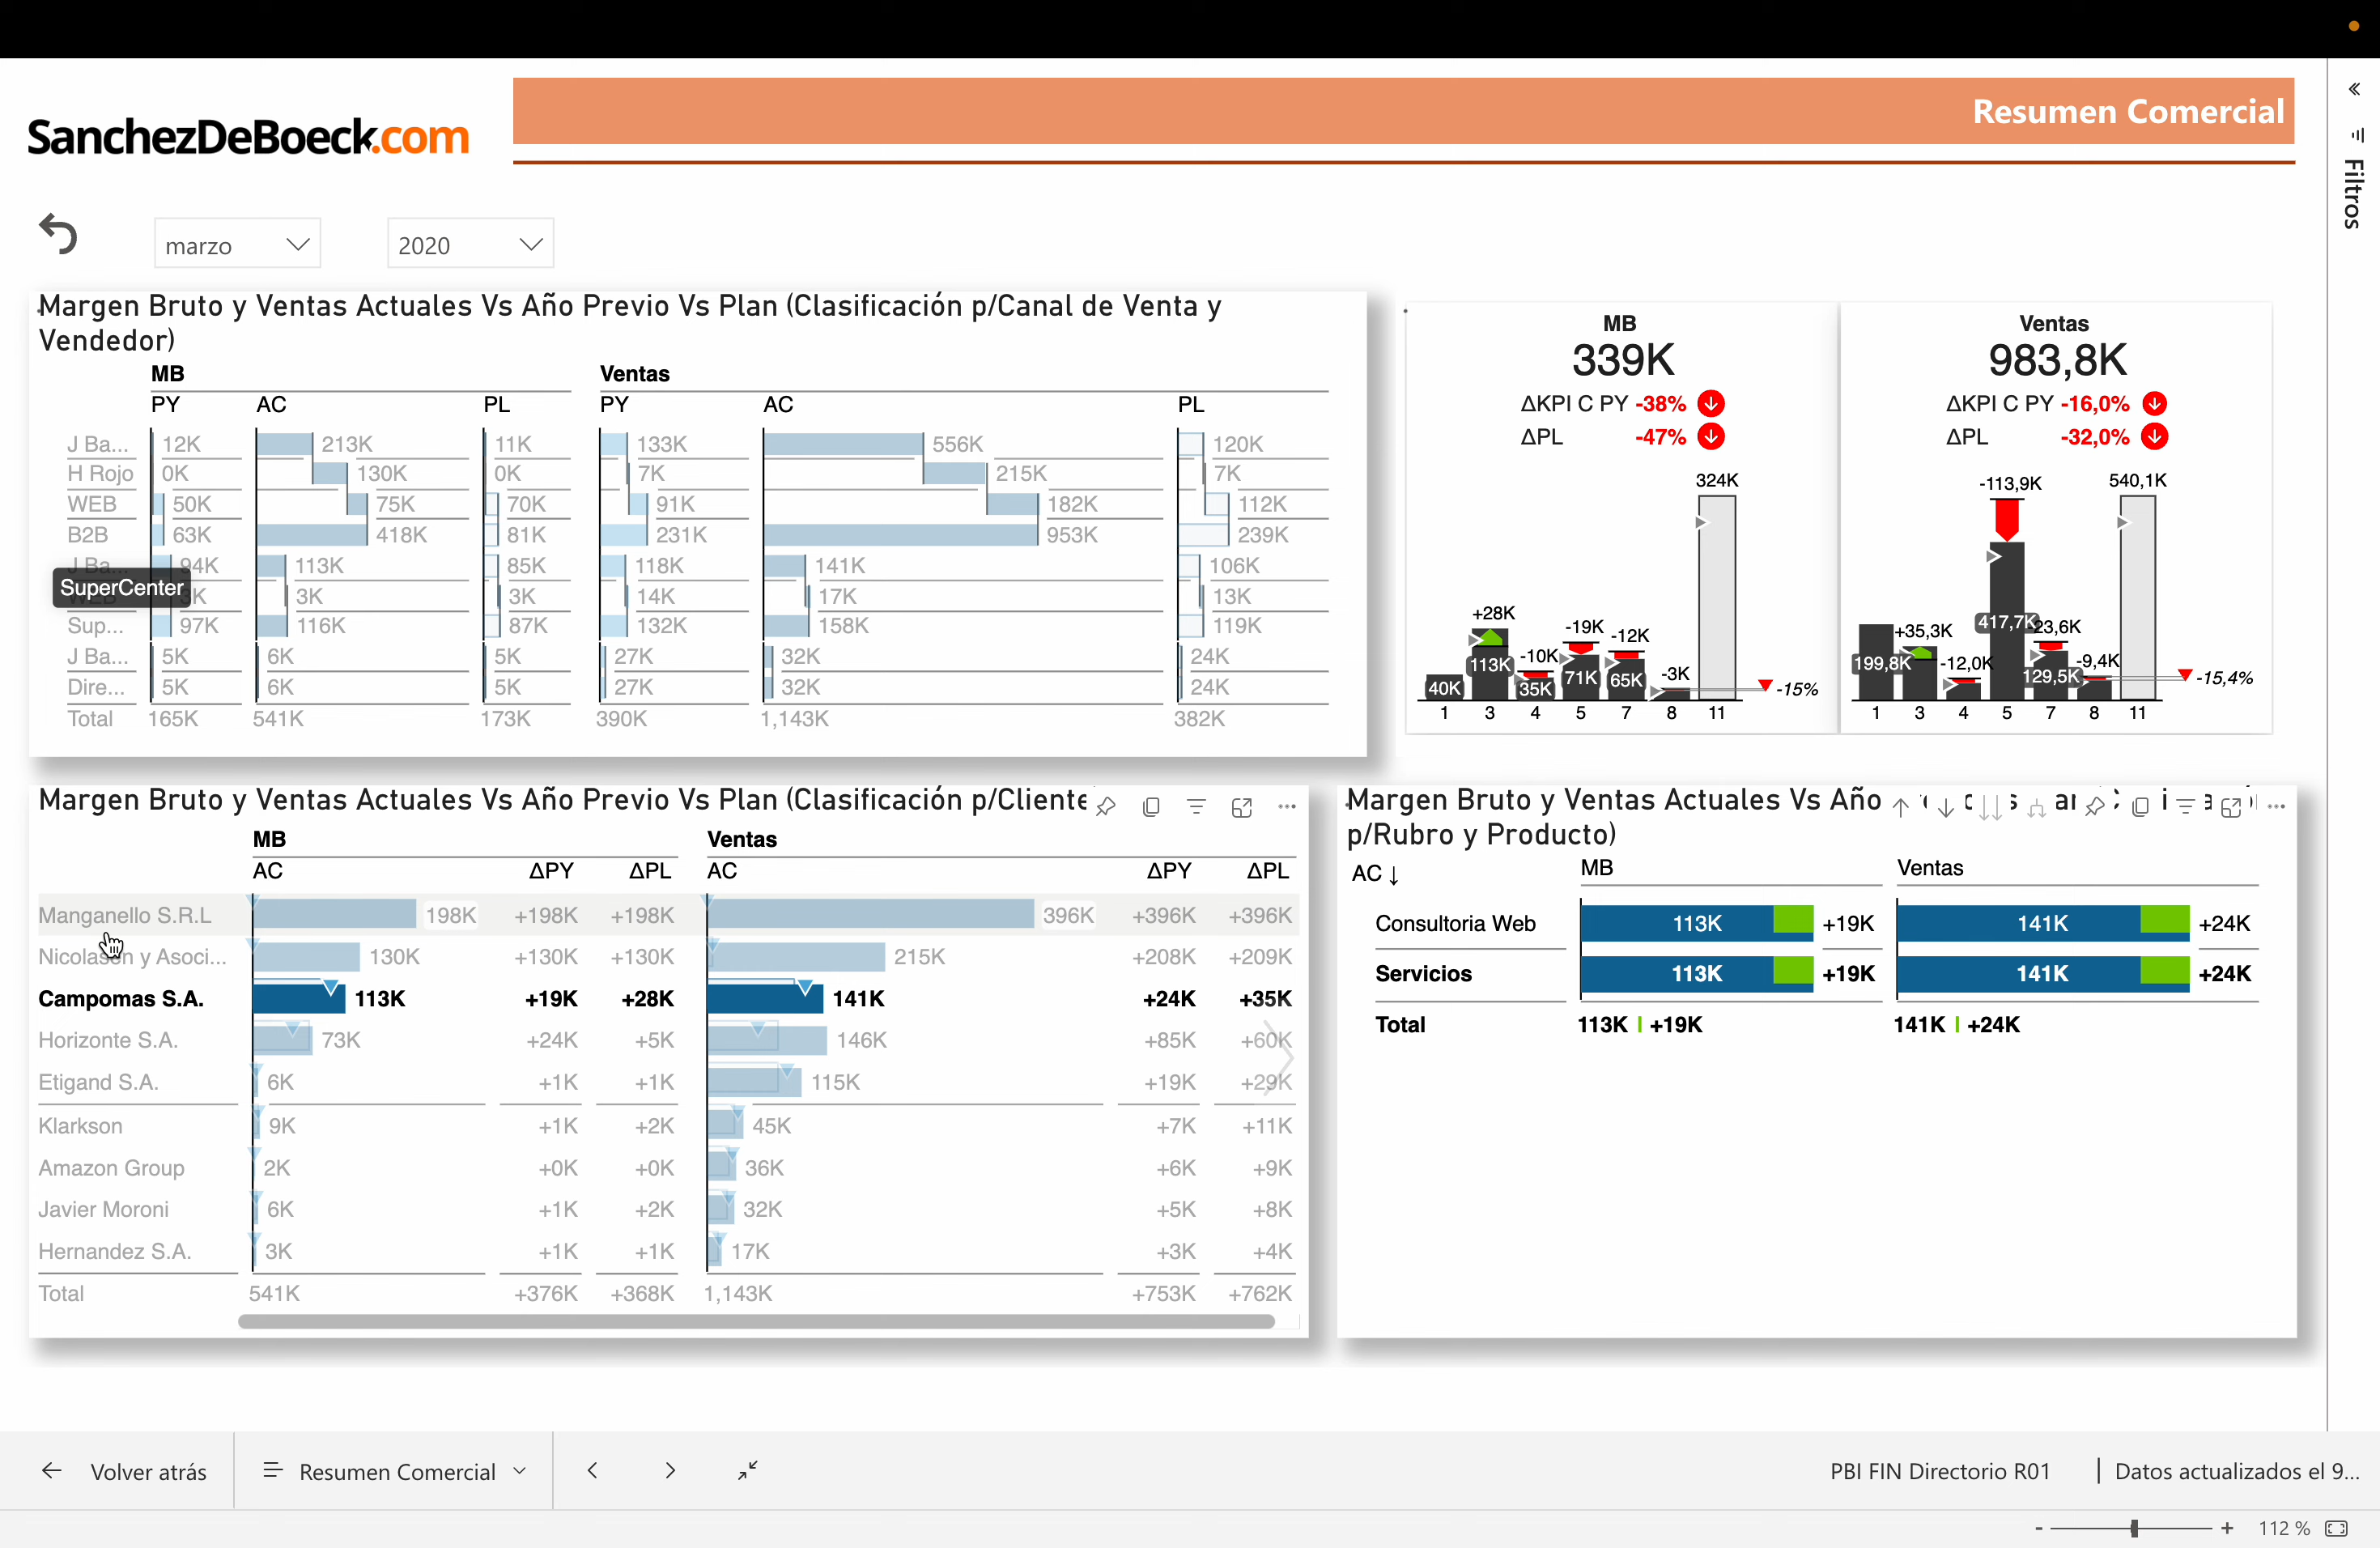 SanchezDeBoeck.com
Resumen Comercial
Filtros
marzo
2020
Margen Bruto y Ventas Actuales Vs Año Previo Vs Plan (Clasificación p/Canal de Venta y
Vendedor)
MB Ventas
PY AC PL PY AC PL
J Ba... 12K 213K 11K 133K 556K 120K
H Rojo 0K 130K 0K 7K 215K 7K
WEB 50K 75K 70K 91K 182K 112K
B2B 63K 418K 81K 231K 953K 239K
J Ba... 94K 113K 85K 118K 141K 106K
SuperCenter
WEB 3K 3K 3K 14K 17K 13K
Sup... 97K 116K 87K 132K 158K 119K
J Ba... 5K 6K 5K 27K 32K 24K
Dire... 5K 6K 5K 27K 32K 24K
Total 165K 541K 173K 390K 1,143K 382K
MB
339K
ΔKPI C PY -38%
ΔPL -47%
324K
+28K
-19K
-12K
-10K
-3K
113K
40K
35K
71K
65K
-15%
1 3 4 5 7 8 11
Ventas
983,8K
ΔKPI C PY -16,0%
ΔPL -32,0%
-113,9K
540,1K
417,7K
23,6K
+35,3K
-12,0K
-9,4K
199,8K
129,5K
-15,4%
1 3 4 5 7 8 11
Margen Bruto y Ventas Actuales Vs Año Previo Vs Plan (Clasificación p/Cliente
MB Ventas
AC ΔPY ΔPL AC ΔPY ΔPL
Manganello S.R.L 198K +198K +198K 396K +396K +396K
Nicolasen y Asoci... 130K +130K +130K 215K +208K +209K
Campomas S.A. 113K +19K +28K 141K +24K +35K
Horizonte S.A. 73K +24K +5K 146K +85K +60K
Etigand S.A. 6K +1K +1K 115K +19K +29K
Klarkson 9K +1K +2K 45K +7K +11K
Amazon Group 2K +0K +0K 36K +6K +9K
Javier Moroni 6K +1K +2K 32K +5K +8K
Hernandez S.A. 3K +1K +1K 17K +3K +4K
Total 541K +376K +368K 1,143K +753K +762K
Margen Bruto y Ventas Actuales Vs Año
p/Rubro y Producto)
AC ↓ MB Ventas
Consultoria Web 113K +19K 141K +24K
Servicios 113K +19K 141K +24K
Total 113K +19K 141K +24K
Volver atrás
Resumen Comercial
PBI FIN Directorio R01 | Datos actualizados el 9...
- + 112 %